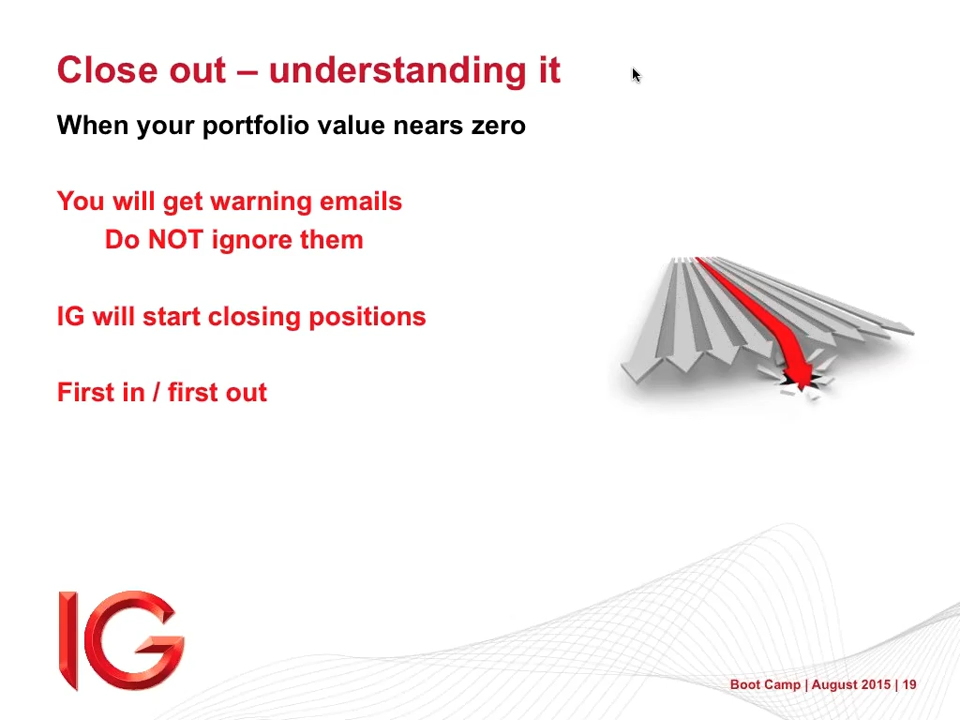 Close out – understanding it
When your portfolio value nears zero
You will get warning emails
Do NOT ignore them
IG will start closing positions
First in / first out
IG
Boot Camp | August 2015 | 19